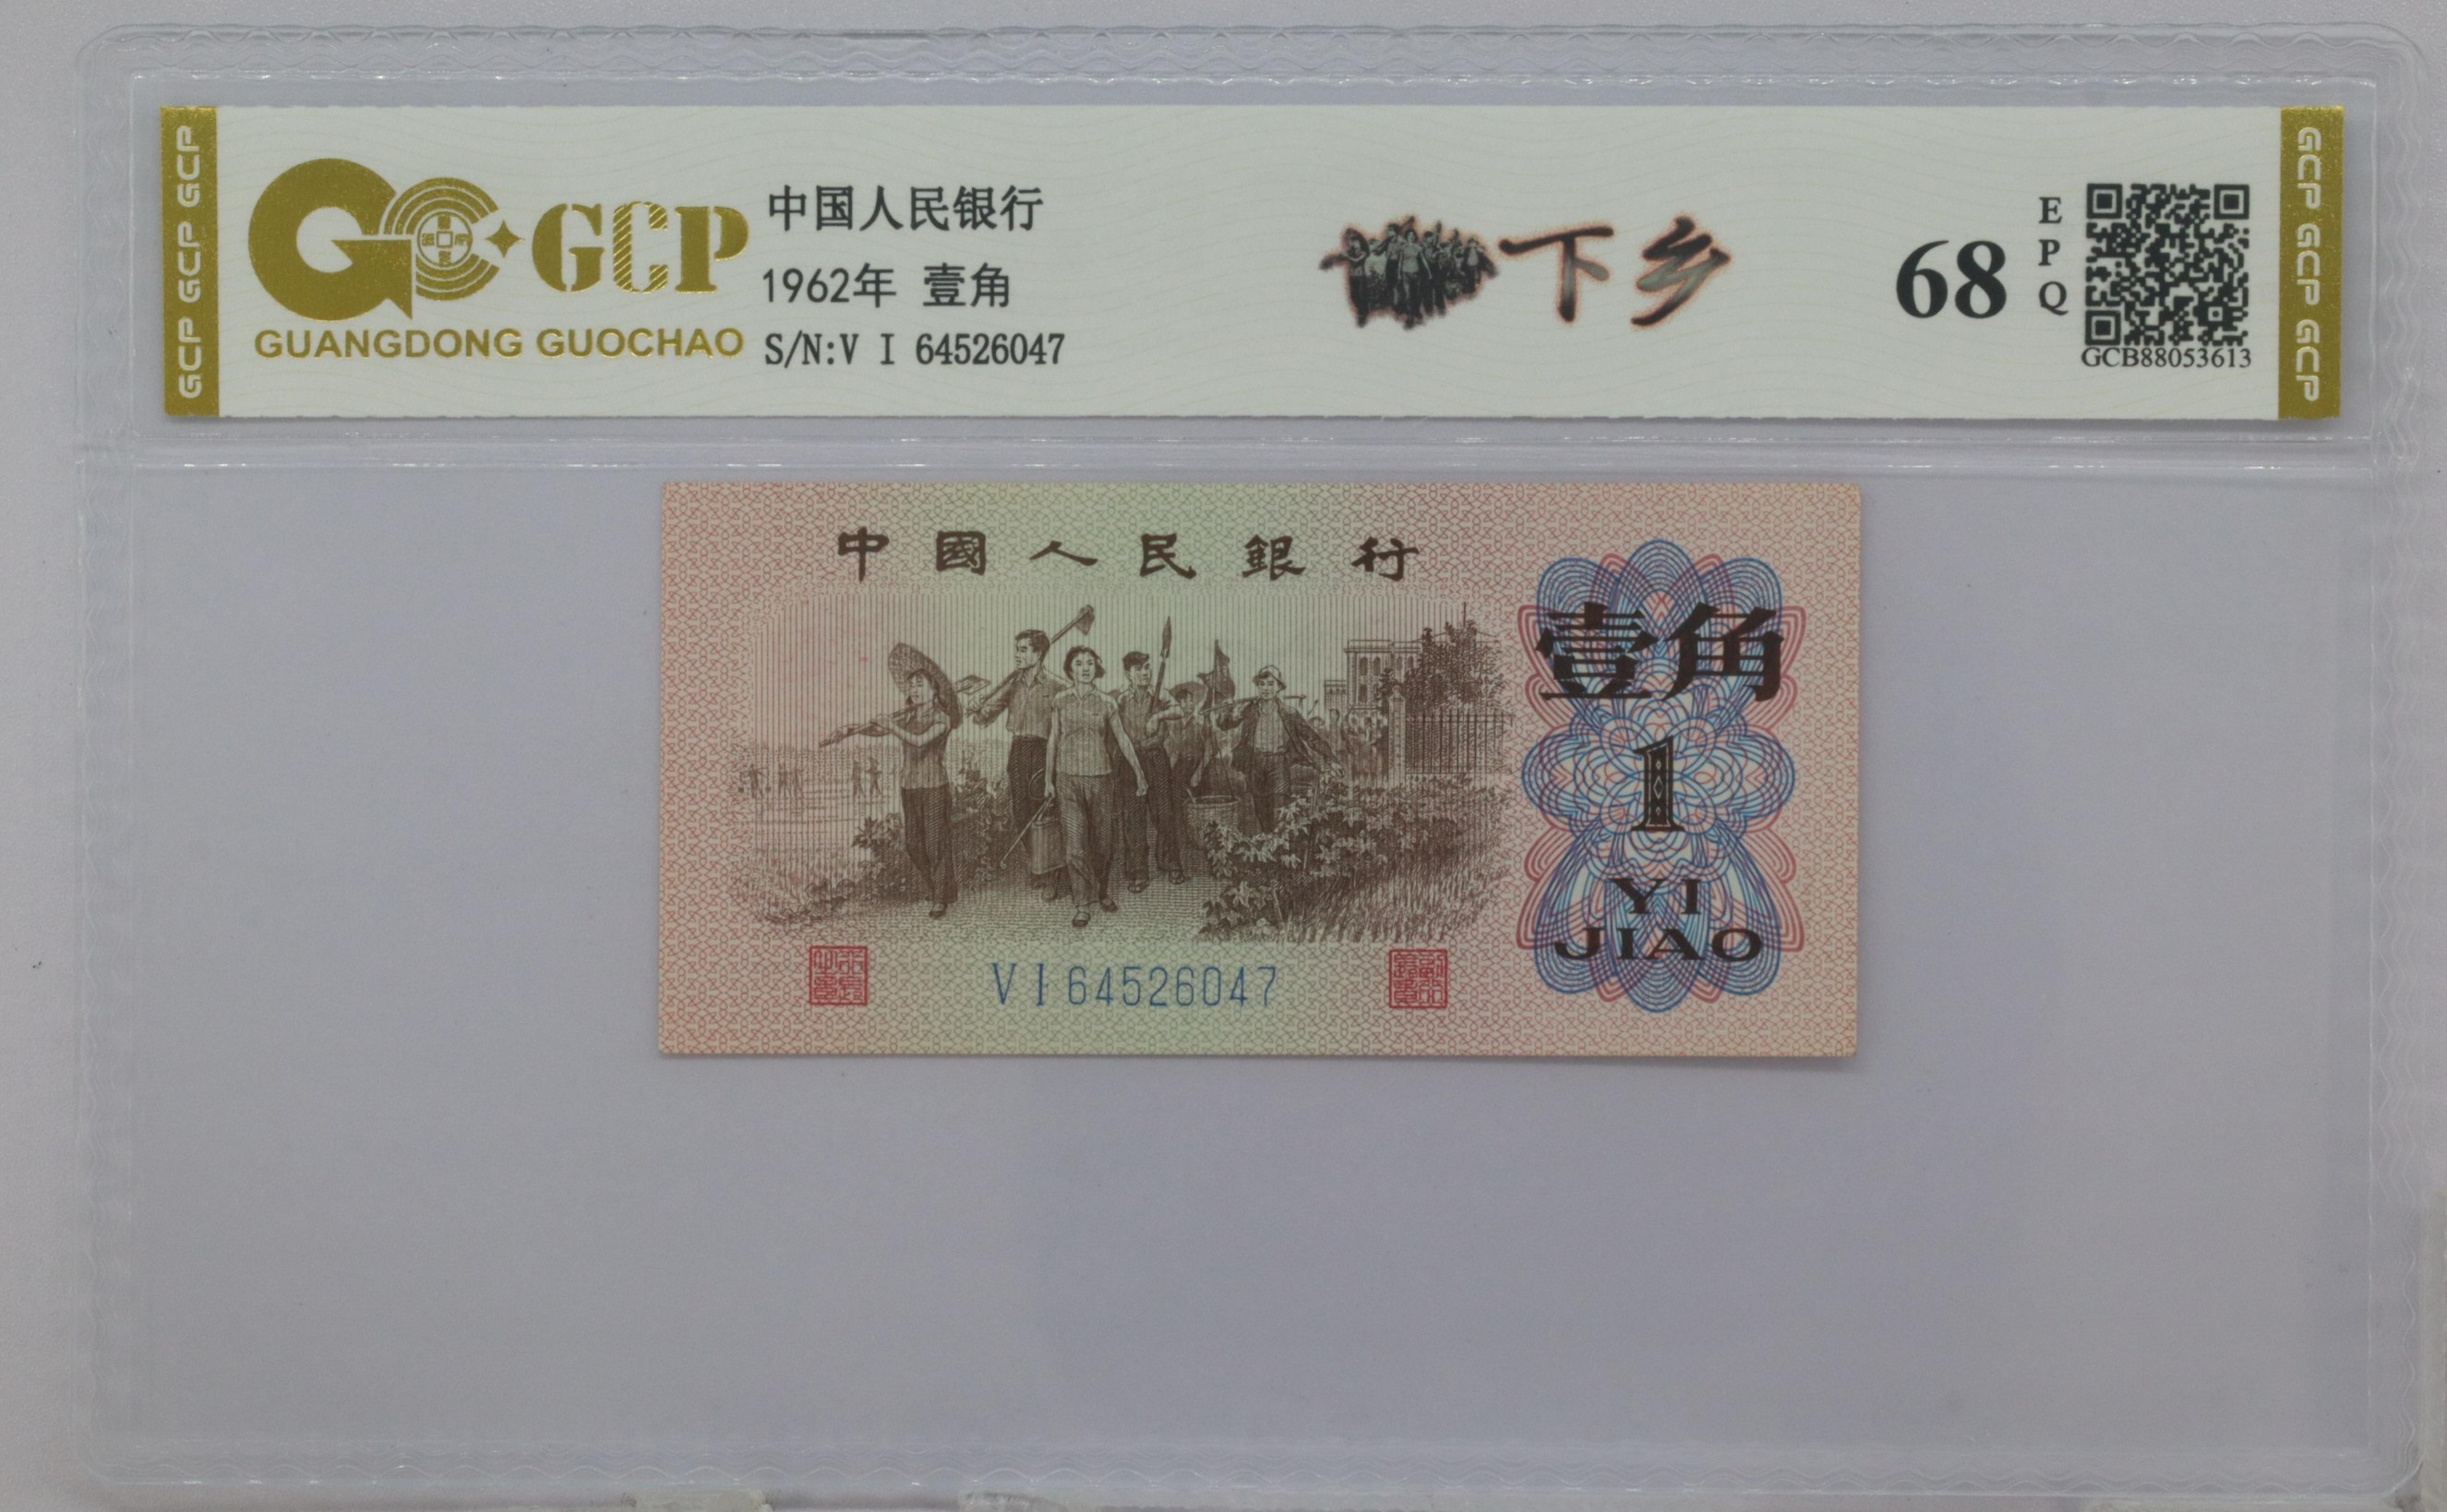 GCP GCP GCP
GCP
GUANGDONG GUOCHAO
中国人民银行
1962年 壹角
S/N:V I 64526047
下乡
68
EPQ
GCB88053613
GCP GCP GCP
中國人民銀行
壹角
1
YI
JIAO
V I 64526047